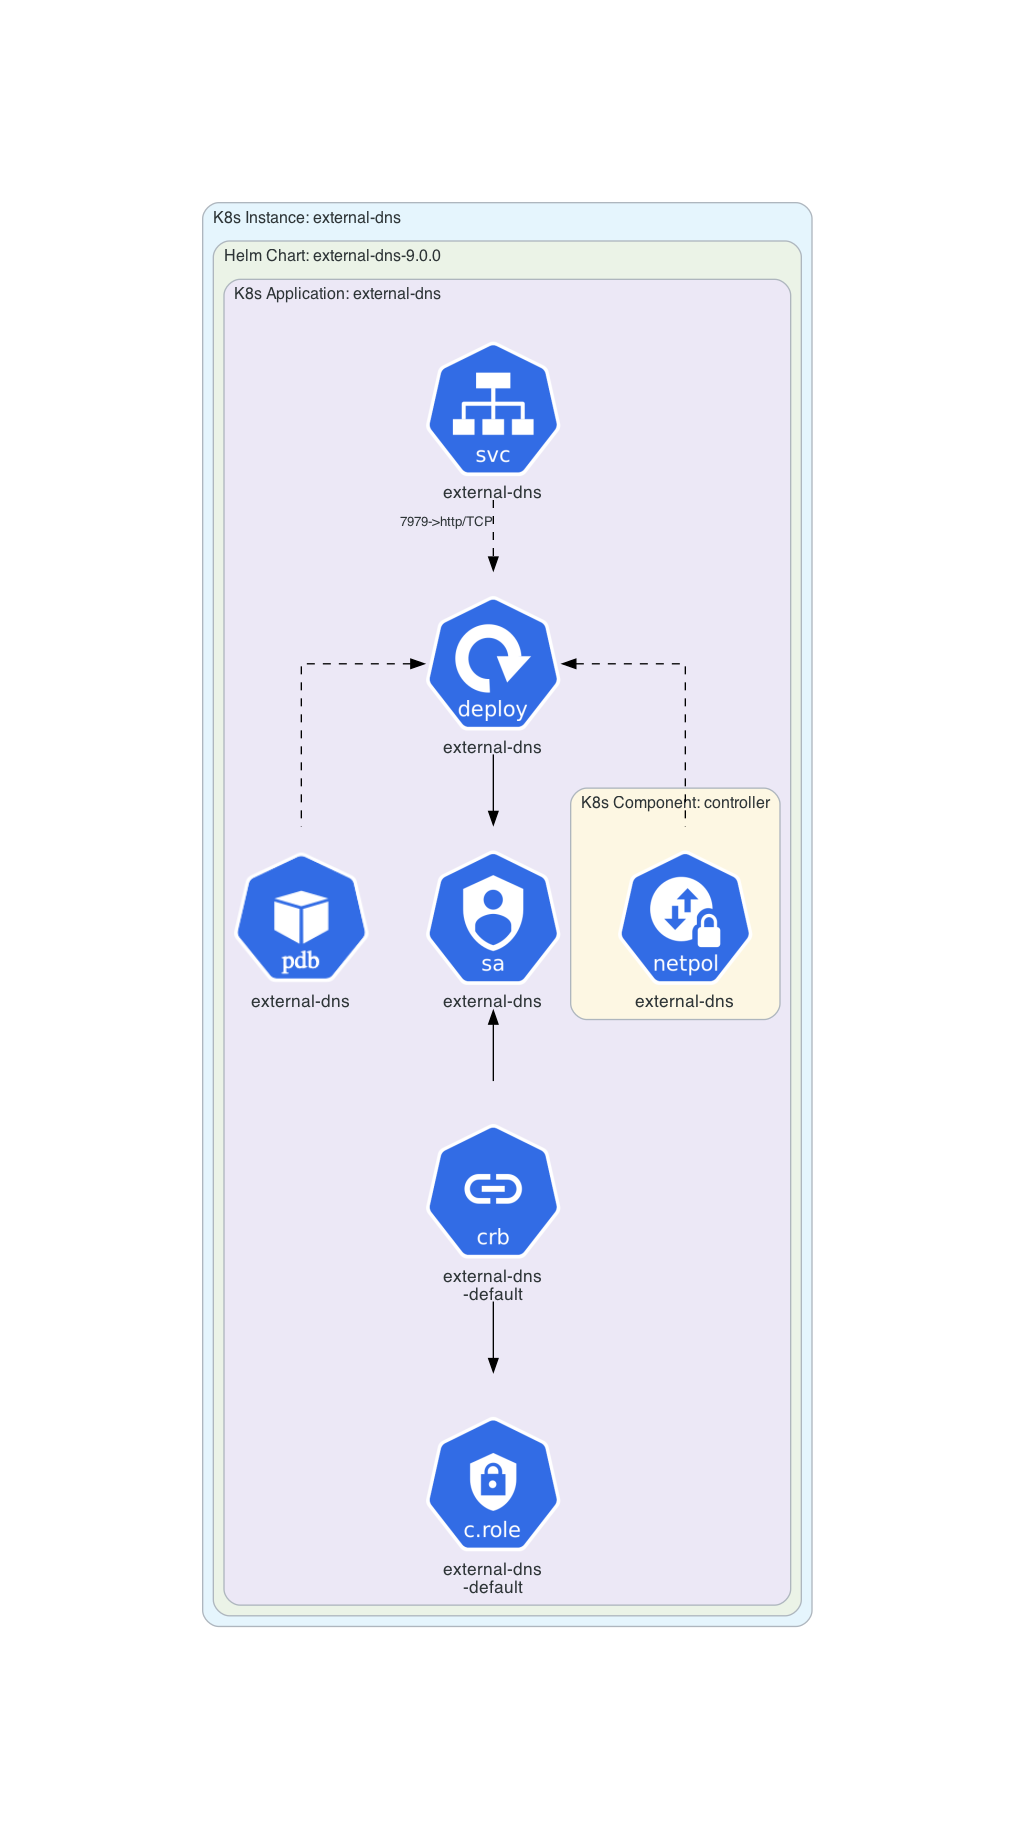 K8s Instance: external-dns
Helm Chart: external-dns-9.0.0
K8s Application: external-dns
svc
external-dns
7979->http/TCP
deploy
external-dns
K8s Component: controller
pdb
sa
netpol
external-dns
external-dns
external-dns
crb
external-dns
-default
c.role
external-dns
-default